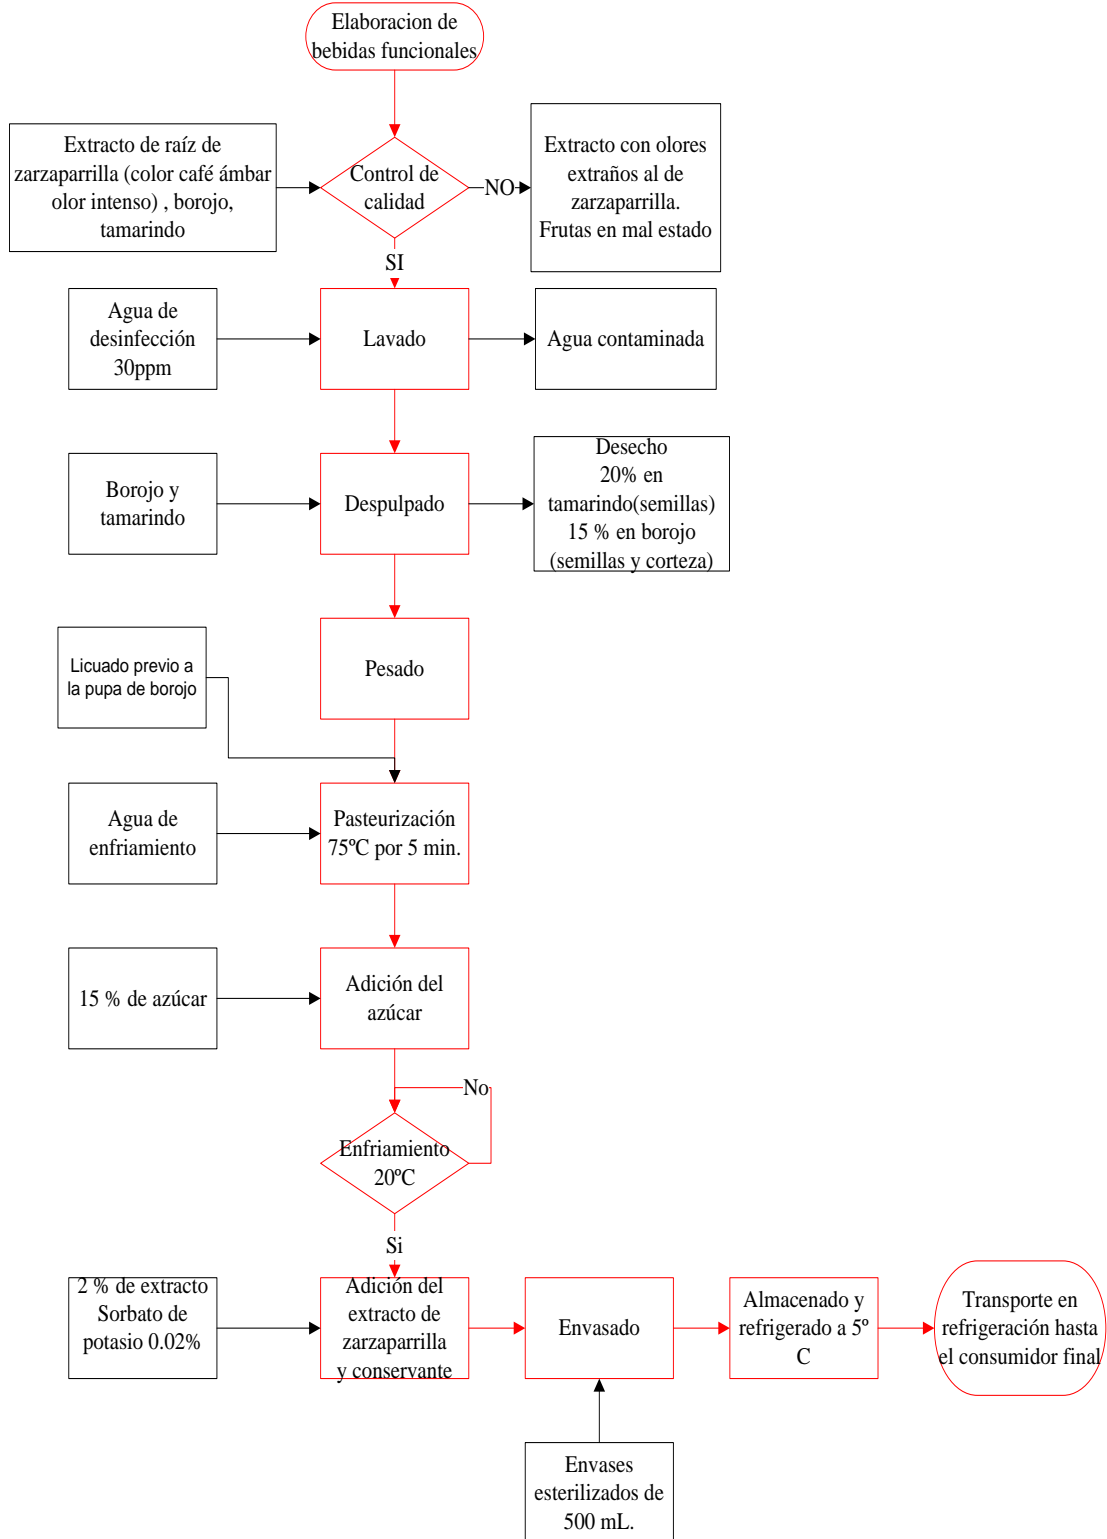 Elaboracion de
bebidas funcionales
Extracto de raíz de
zarzaparrilla (color café ámbar
olor intenso) , borojo,
tamarindo
Control de
calidad
NO
Extracto con olores
extraños al de
zarzaparrilla.
Frutas en mal estado
SI
Agua de
desinfección
30ppm
Lavado
Agua contaminada
Borojo y
tamarindo
Despulpado
Desecho
20% en
tamarindo(semillas)
15 % en borojo
(semillas y corteza)
Licuado previo a
la pupa de borojo
Pesado
Agua de
enfriamiento
Pasteurización
75ºC por 5 min.
15 % de azúcar
Adición del
azúcar
No
Enfriamiento
20ºC
Si
2 % de extracto
Sorbato de
potasio 0.02%
Adición del
extracto de
zarzaparrilla
y conservante
Envasado
Almacenado y
refrigerado a 5º
C
Transporte en
refrigeración hasta
el consumidor final
Envases
esterilizados de
500 mL.